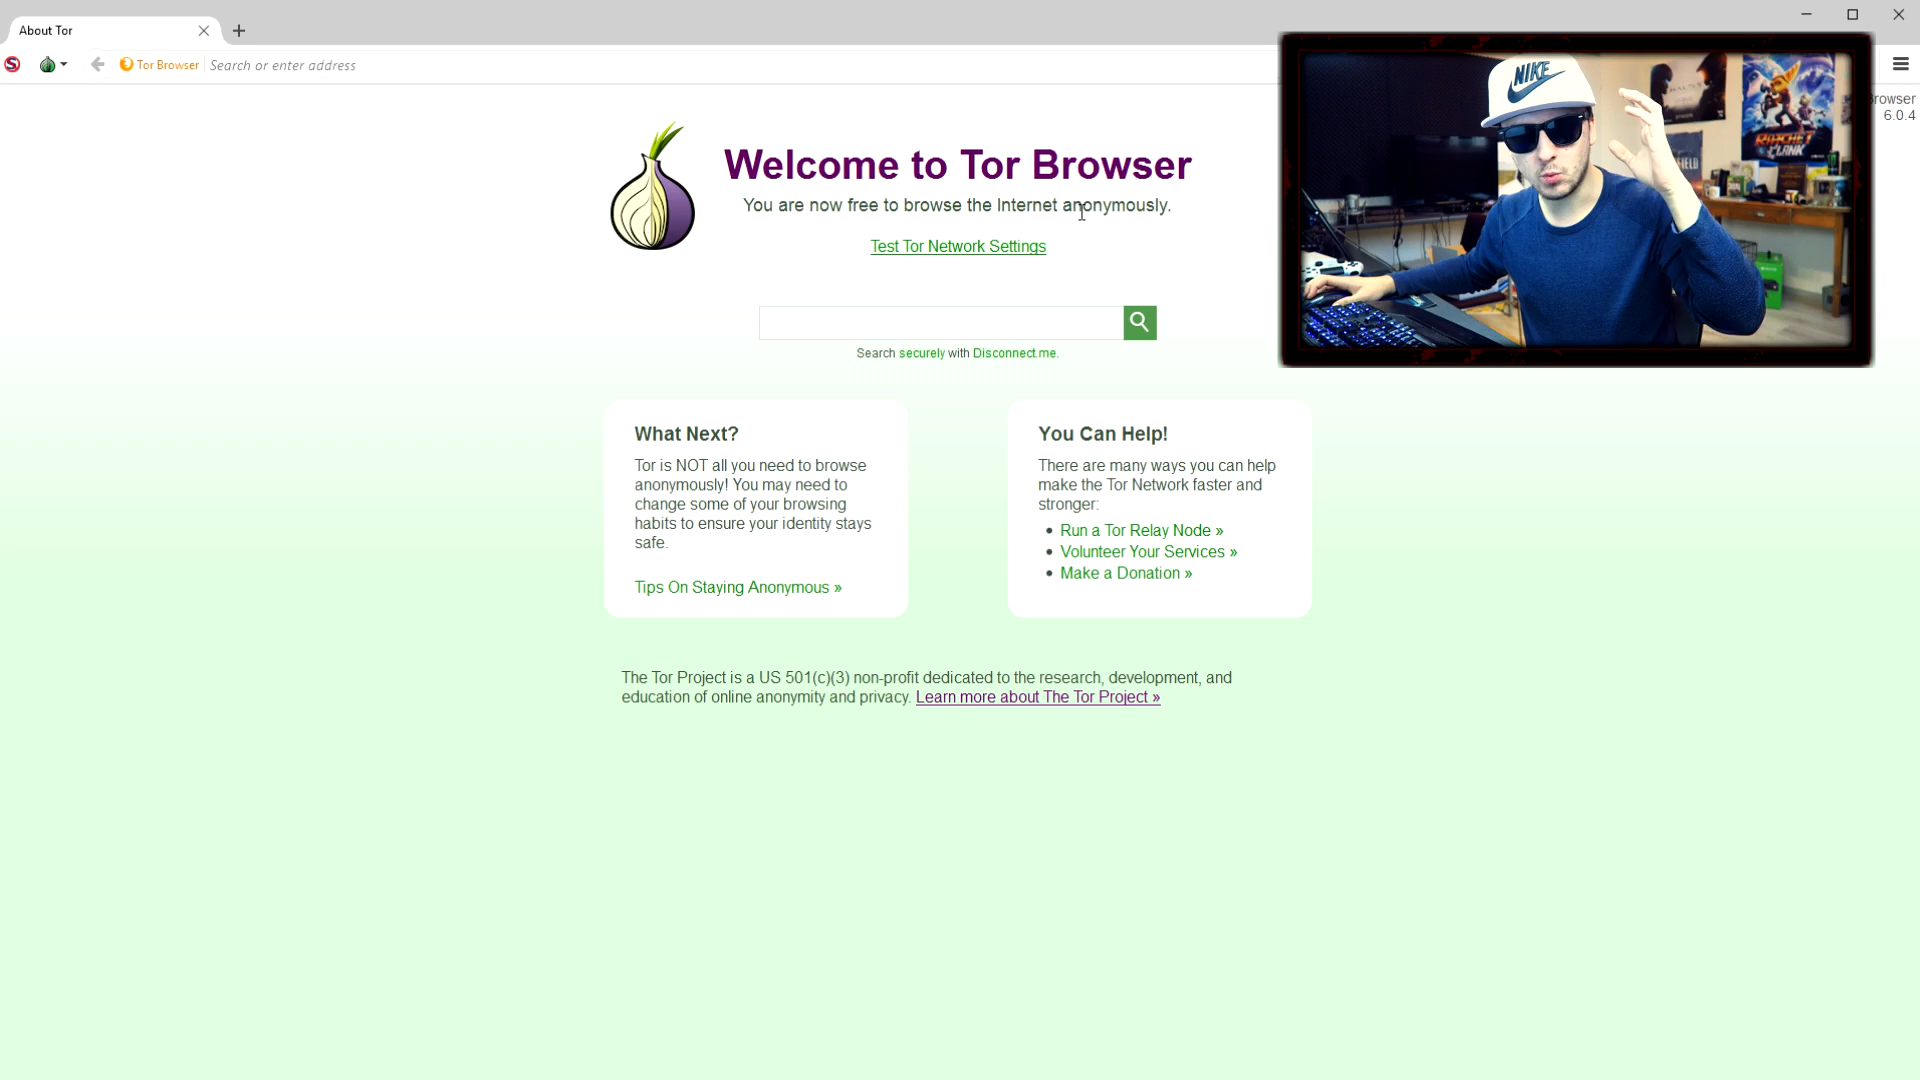 About Tor
Tor Browser Search or enter address
Browser
6.0.4
NIKE
RATCHET
CLANK
Welcome to Tor Browser
You are now free to browse the Internet anonymously.
Test Tor Network Settings
Search securely with Disconnect.me.
What Next?
Tor is NOT all you need to browse
anonymously! You may need to
change some of your browsing
habits to ensure your identity stays
safe.
Tips On Staying Anonymous »
You Can Help!
There are many ways you can help
make the Tor Network faster and
stronger:
• Run a Tor Relay Node »
• Volunteer Your Services »
• Make a Donation »
The Tor Project is a US 501(c)(3) non-profit dedicated to the research, development, and
education of online anonymity and privacy. Learn more about The Tor Project »